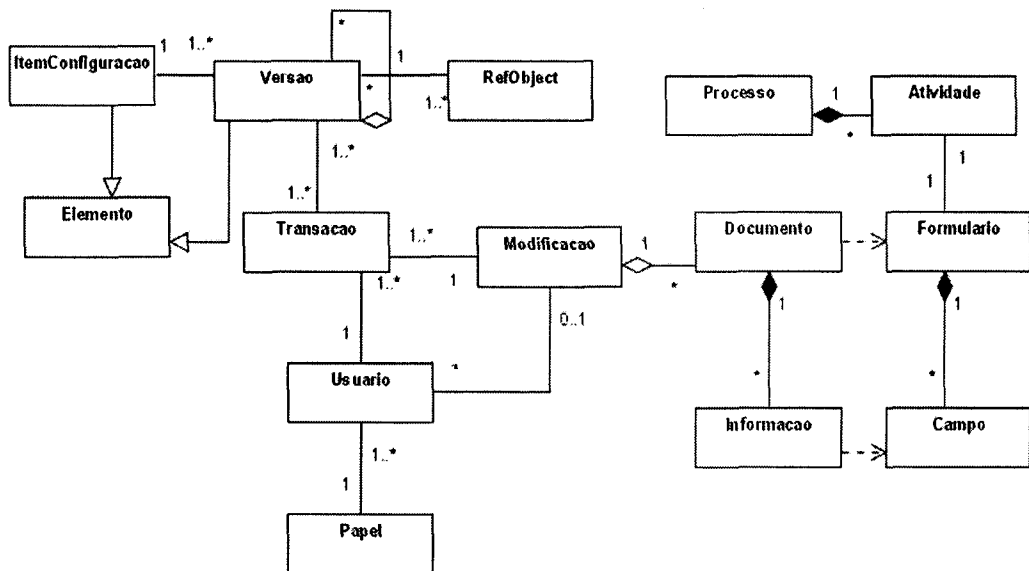 ItemConfiguracao
1
1..*
Versao
*
*
1
1..*
RefObject
Processo
1
*
Atividade
1..*
1..*
1
1
Elemento
Transacao
1..*
1
1..*
Modificacao
1
*
Documento
Formulario
0..1
1
1
1
Usuario
*
*
*
1..*
1
Informacao
Campo
Papel